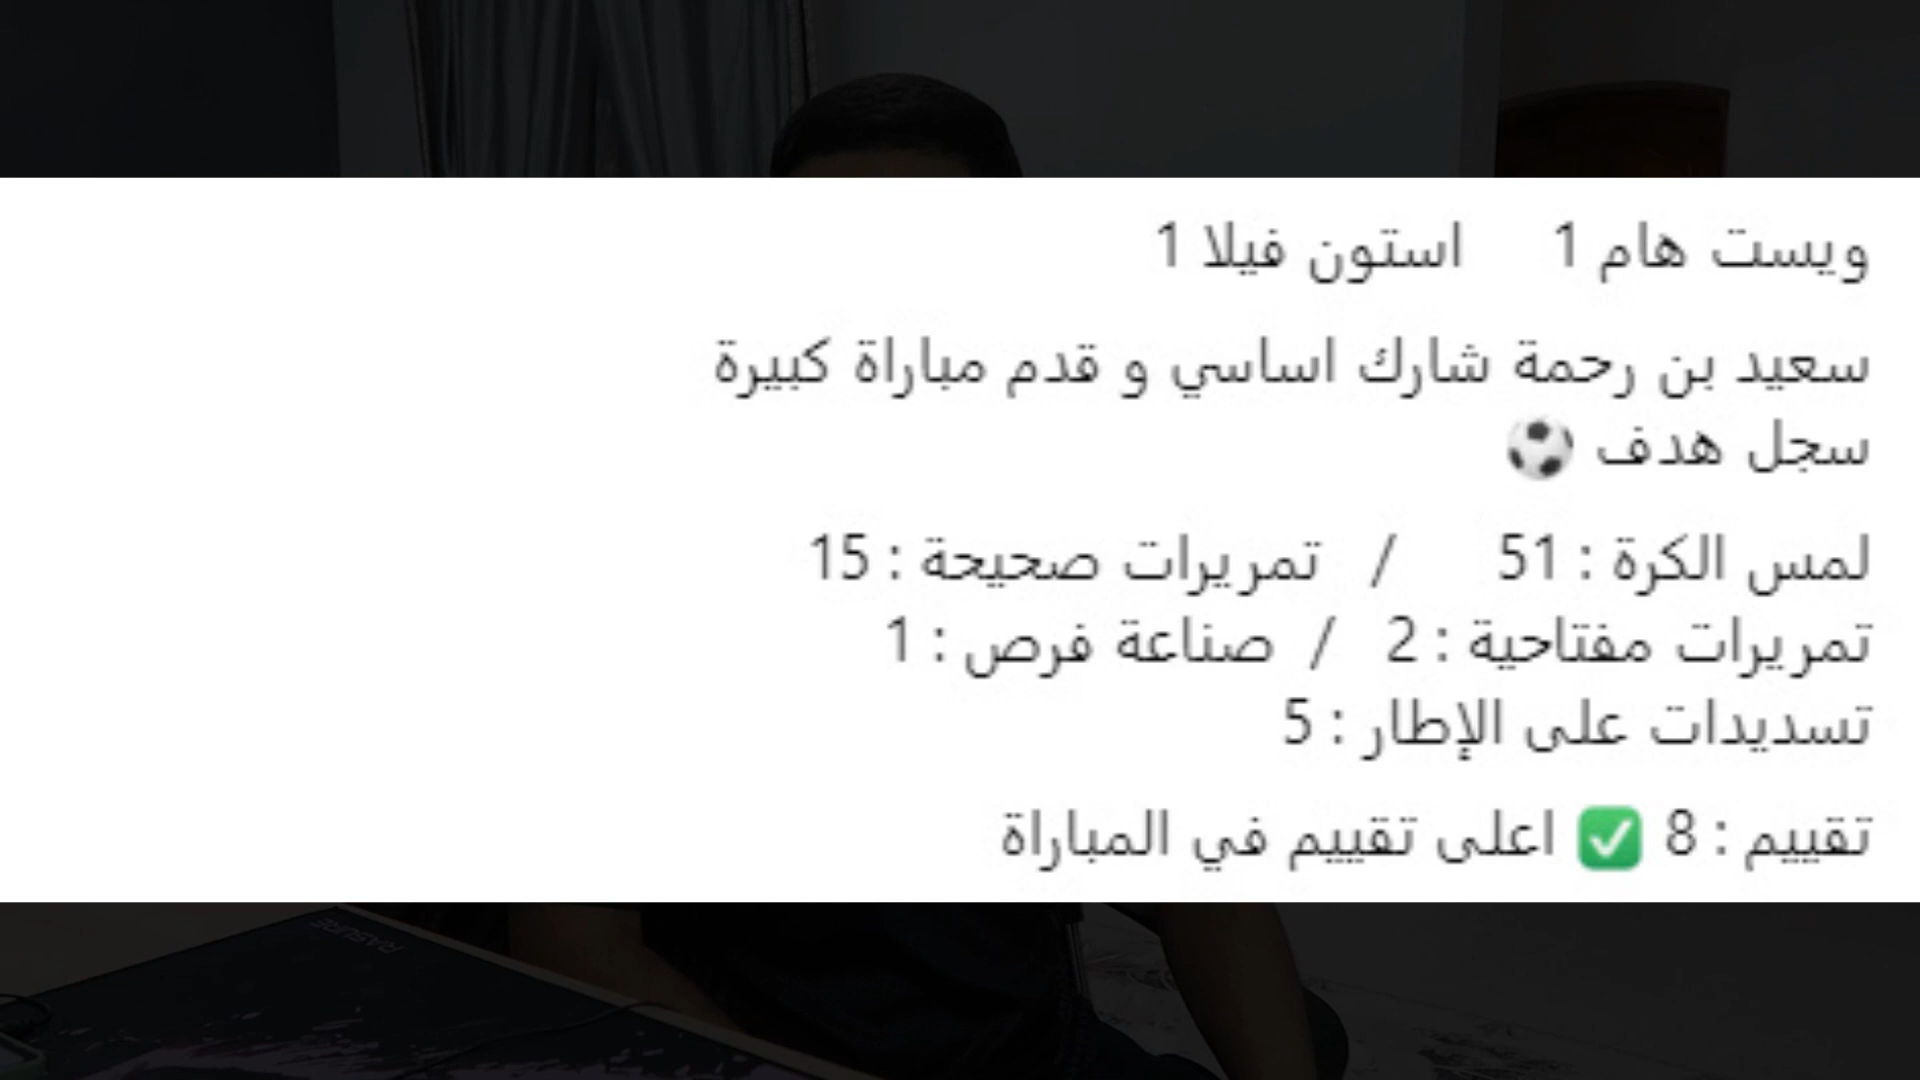 ويست هام 1 استون فيلا 1
سعيد بن رحمة شارك اساسي و قدم مباراة كبيرة
سجل هدف ⚽
لمس الكرة : 51 / تمريرات صحيحة : 15
تمريرات مفتاحية : 2 / صناعة فرص : 1
تسديدات على الإطار : 5
تقييم : 8 ✅ اعلى تقييم في المباراة
RASURE